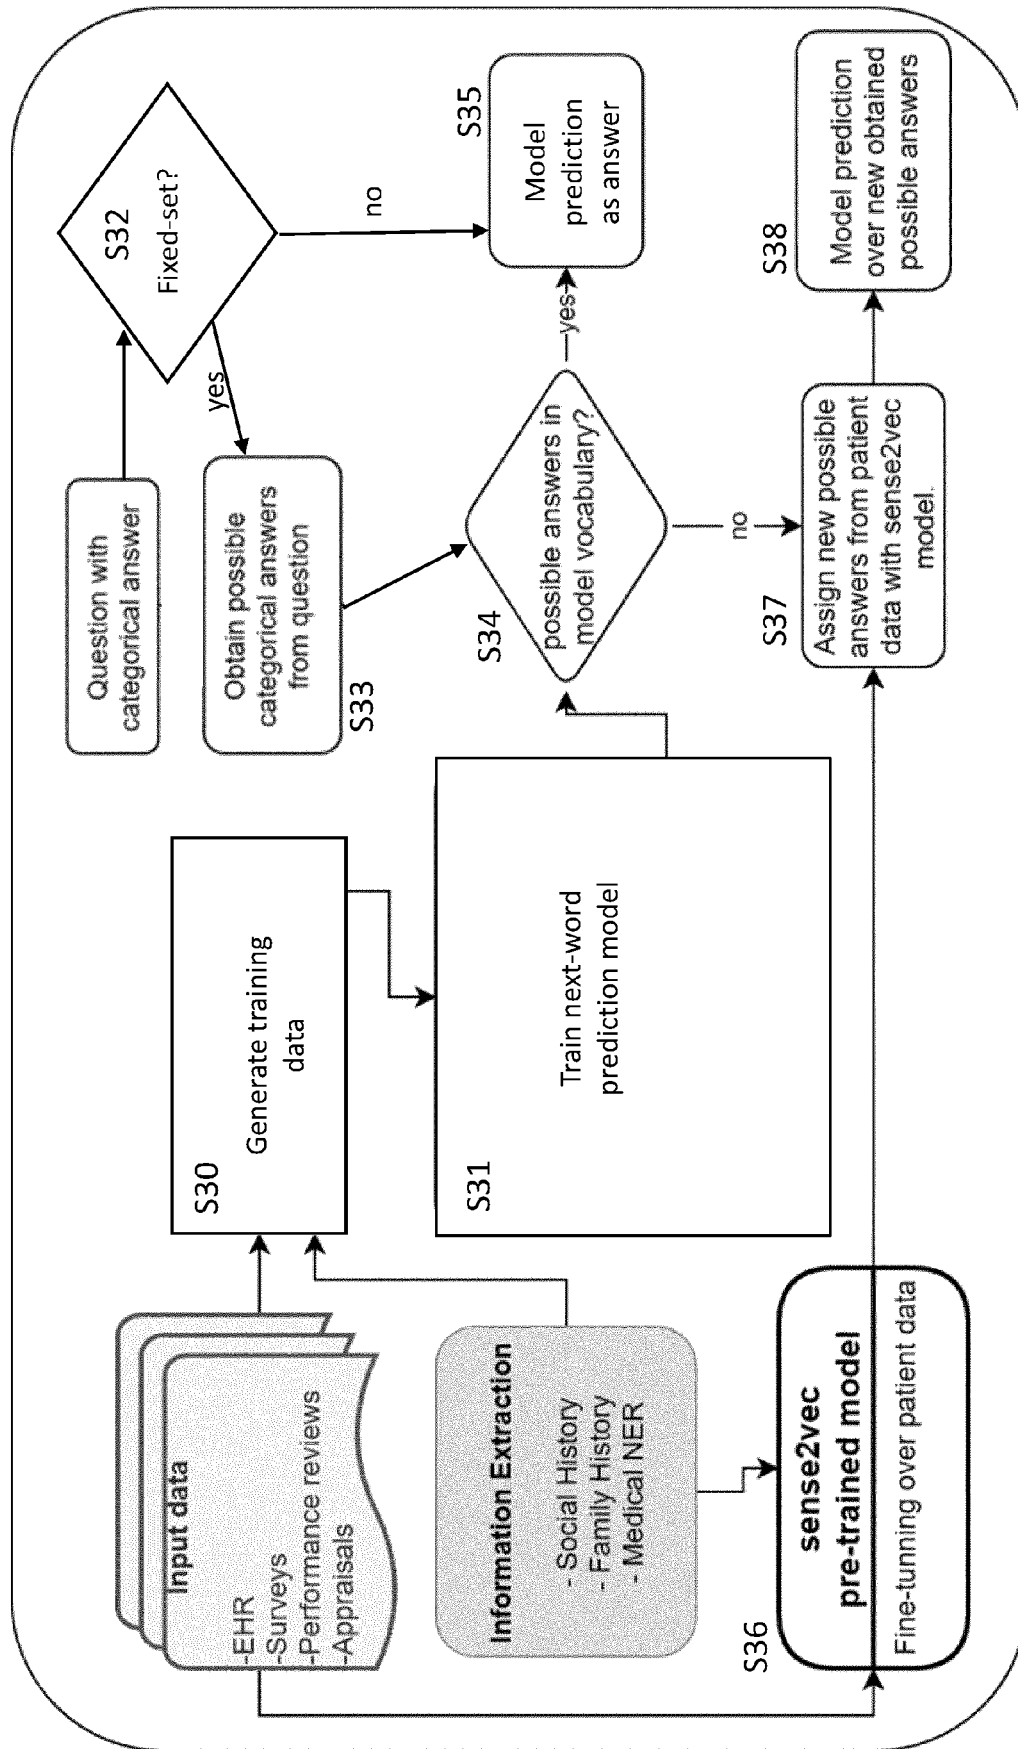 Input data
-EHR
-Surveys
-Performance reviews
-Appraisals
Information Extraction
- Social History
- Family History
- Medical NER
S36
sense2vec
pre-trained model
Fine-tunning over patient data
S30
Generate training
data
S31
Train next-word
prediction model
Question with
categorical answer
S32
Fixed-set?
yes
no
Obtain possible
categorical answers
from question
S33
S34
possible answers in
model vocabulary?
yes
no
S35
Model
prediction
as answer
S37
Assign new possible
answers from patient
data with sense2vec
model.
S38
Model prediction
over new obtained
possible answers